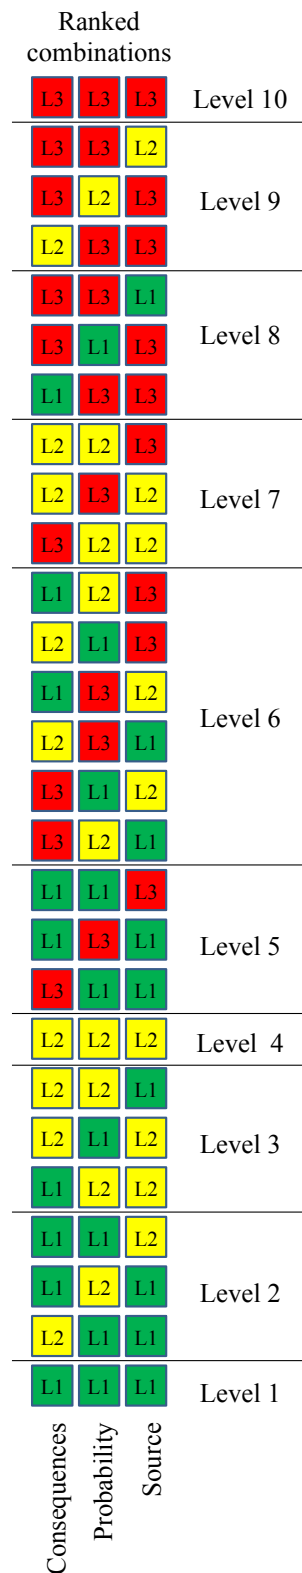 Ranked
combinations
L3 L3 L3 Level 10
L3 L3 L2
L3 L2 L3 Level 9
L2 L3 L3
L3 L3 L1
L3 L1 L3 Level 8
L1 L3 L3
L2 L2 L3
L2 L3 L2 Level 7
L3 L2 L2
L1 L2 L3
L2 L1 L3
L1 L3 L2
Level 6
L2 L3 L1
L3 L1 L2
L3 L2 L1
L1 L1 L3
L1 L3 L1 Level 5
L3 L1 L1
L2 L2 L2 Level 4
L2 L2 L1
L2 L1 L2 Level 3
L1 L2 L2
L1 L1 L2
L1 L2 L1 Level 2
L2 L1 L1
L1 L1 L1 Level 1
Consequences
Probability
Source